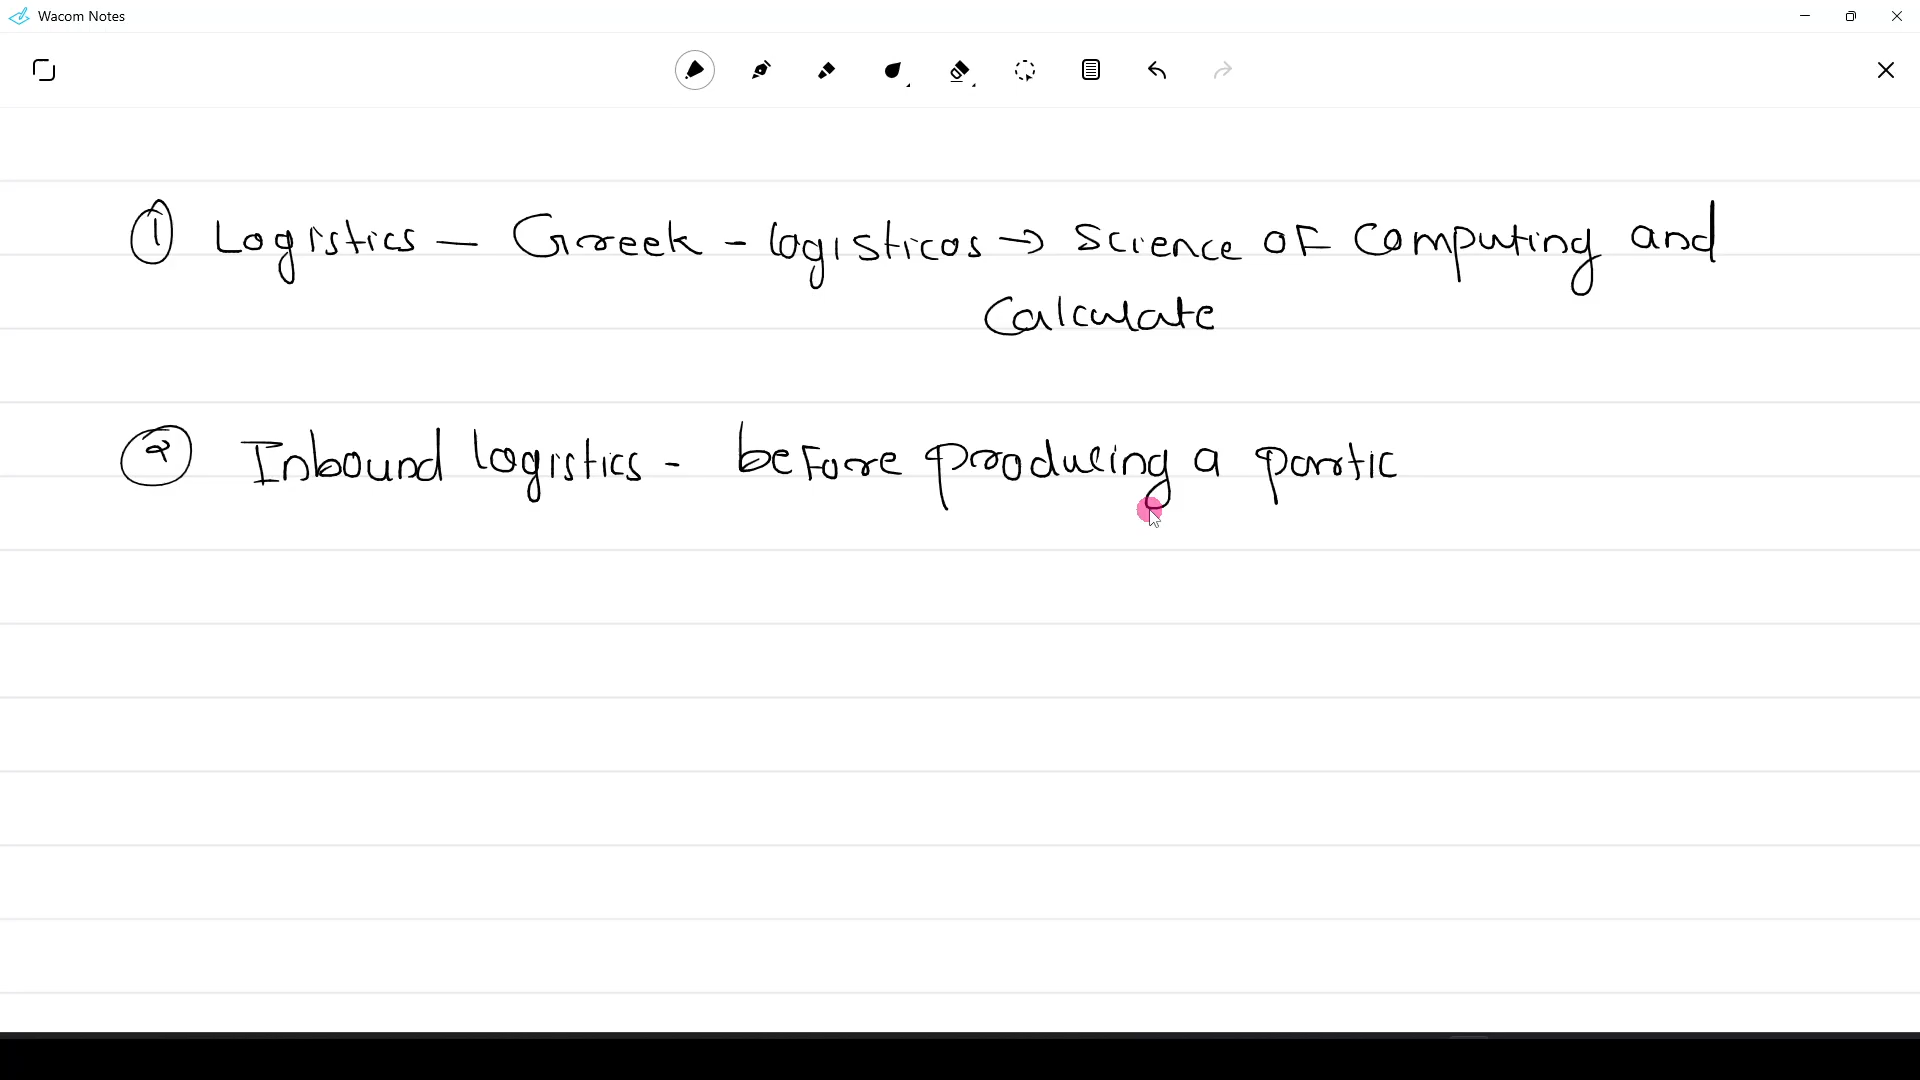 Wacom Notes
① Logistics — Greek - logisticos → Science of Computing and
Calculate
② Inbound logistics - before producing a partic